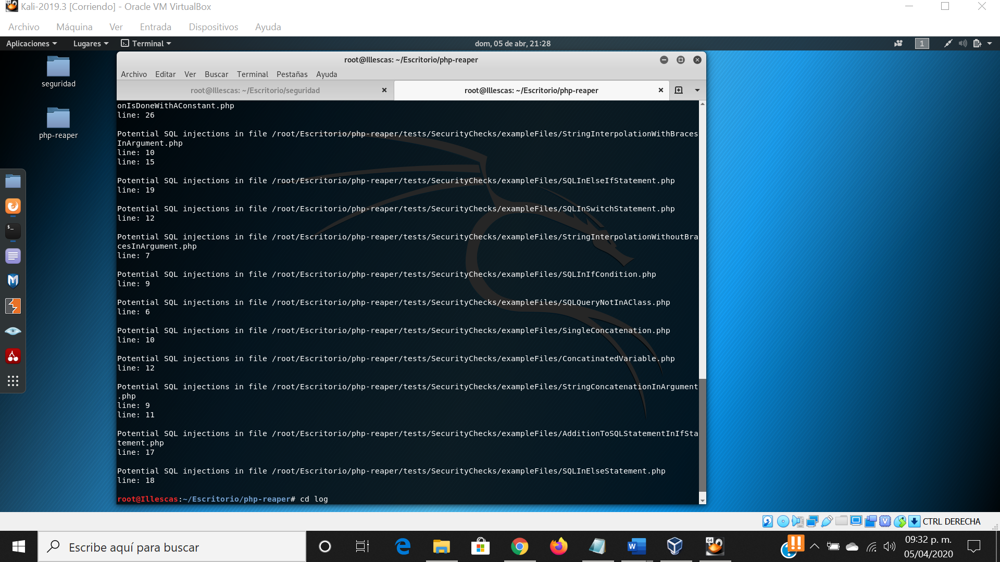 Kali-2019.3 [Corriendo] - Oracle VM VirtualBox
Archivo Máquina Ver Entrada Dispositivos Ayuda
Aplicaciones Lugares Terminal dom, 05 de abr, 21:28 1
seguridad
php-reaper
root@Illescas: ~/Escritorio/php-reaper
Archivo Editar Ver Buscar Terminal Pestañas Ayuda
root@Illescas: ~/Escritorio/seguridad root@Illescas: ~/Escritorio/php-reaper
onIsDoneWithAConstant.php
line: 26
Potential SQL injections in file /root/Escritorio/php-reaper/tests/SecurityChecks/exampleFiles/StringInterpolationWithBraces
InArgument.php
line: 10
line: 15
Potential SQL injections in file /root/Escritorio/php-reaper/tests/SecurityChecks/exampleFiles/SQLInElseIfStatement.php
line: 19
Potential SQL injections in file /root/Escritorio/php-reaper/tests/SecurityChecks/exampleFiles/SQLInSwitchStatement.php
line: 12
Potential SQL injections in file /root/Escritorio/php-reaper/tests/SecurityChecks/exampleFiles/StringInterpolationWithoutBra
cesInArgument.php
line: 7
Potential SQL injections in file /root/Escritorio/php-reaper/tests/SecurityChecks/exampleFiles/SQLInIfCondition.php
line: 9
Potential SQL injections in file /root/Escritorio/php-reaper/tests/SecurityChecks/exampleFiles/SQLQueryNotInAClass.php
line: 6
Potential SQL injections in file /root/Escritorio/php-reaper/tests/SecurityChecks/exampleFiles/SingleConcatenation.php
line: 10
Potential SQL injections in file /root/Escritorio/php-reaper/tests/SecurityChecks/exampleFiles/ConcatinatedVariable.php
line: 12
Potential SQL injections in file /root/Escritorio/php-reaper/tests/SecurityChecks/exampleFiles/StringConcatenationInArgument
.php
line: 9
line: 11
Potential SQL injections in file /root/Escritorio/php-reaper/tests/SecurityChecks/exampleFiles/AdditionToSQLStatementInIfSta
tement.php
line: 17
Potential SQL injections in file /root/Escritorio/php-reaper/tests/SecurityChecks/exampleFiles/SQLInElseStatement.php
line: 18
root@Illescas:~/Escritorio/php-reaper# cd log
CTRL DERECHA
Escribe aquí para buscar
09:32 p. m.
05/04/2020